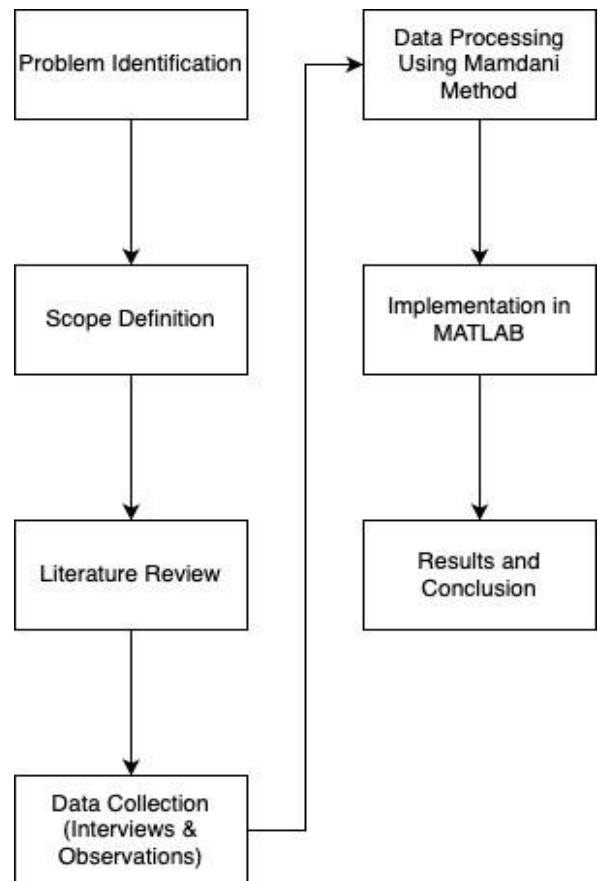 Problem Identification
Scope Definition
Literature Review
Data Collection
(Interviews &
Observations)
Data Processing
Using Mamdani
Method
Implementation in
MATLAB
Results and
Conclusion